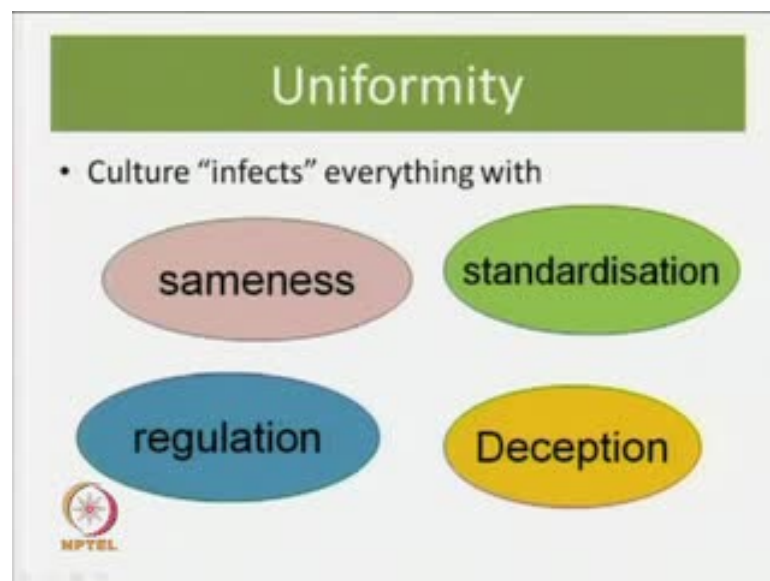 Uniformity
• Culture “infects” everything with
sameness
standardisation
regulation
Deception
NPTEL